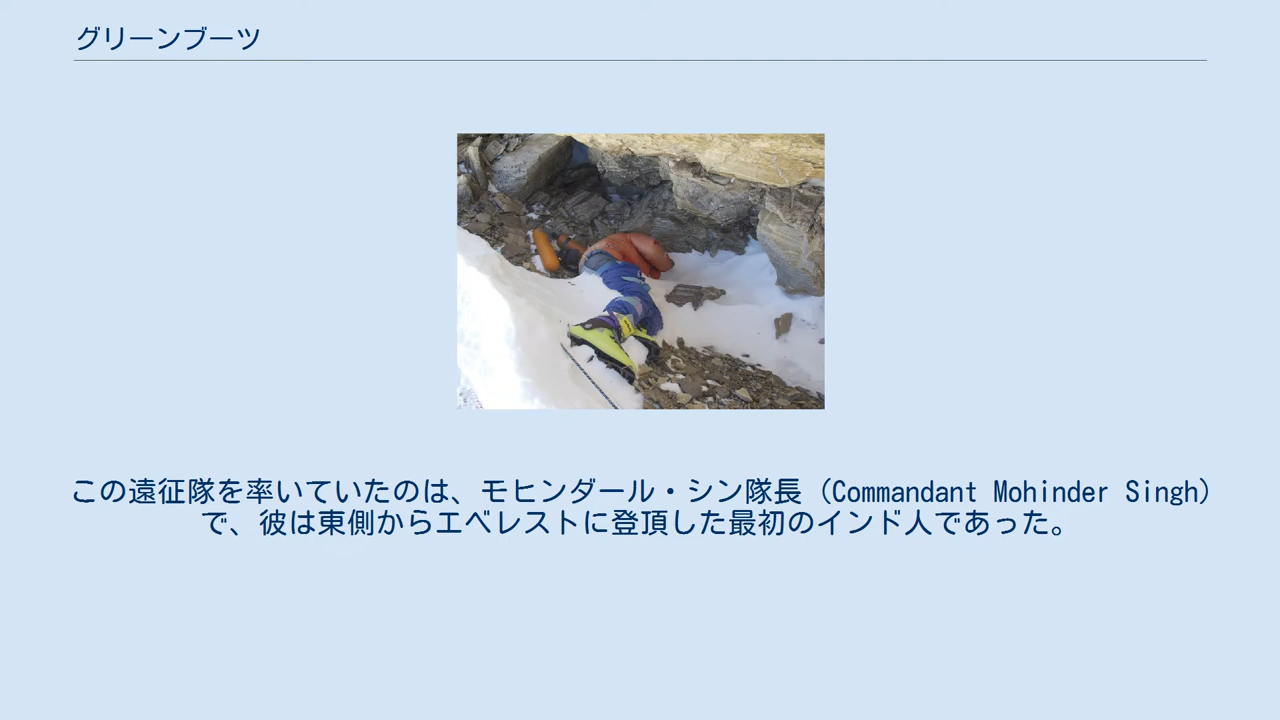 グリーンブーツ
この遠征隊を率いていたのは、モヒンダール・シン隊長（Commandant Mohinder Singh）
で、彼は東側からエベレストに登頂した最初のインド人であった。